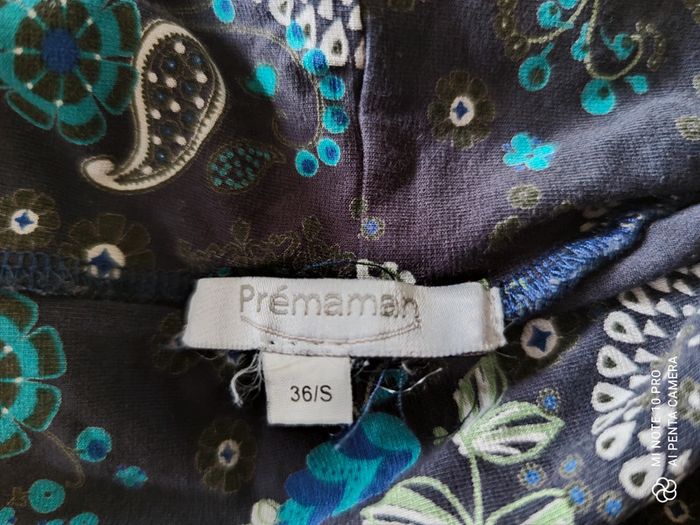 Prémaman
36/S
MI NOTE 10 PRO
AI PENTA CAMERA